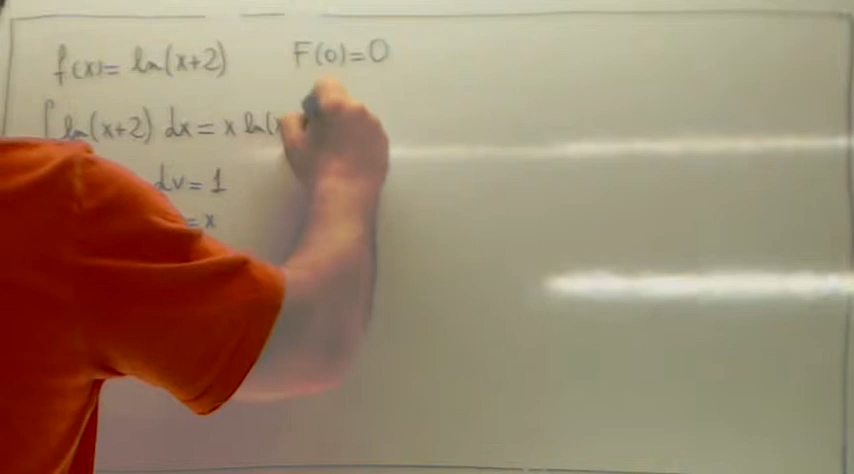 f(x)= ln(x+2) F(0)=0
∫ ln(x+2) dx = x ln(x
dv = 1
= x